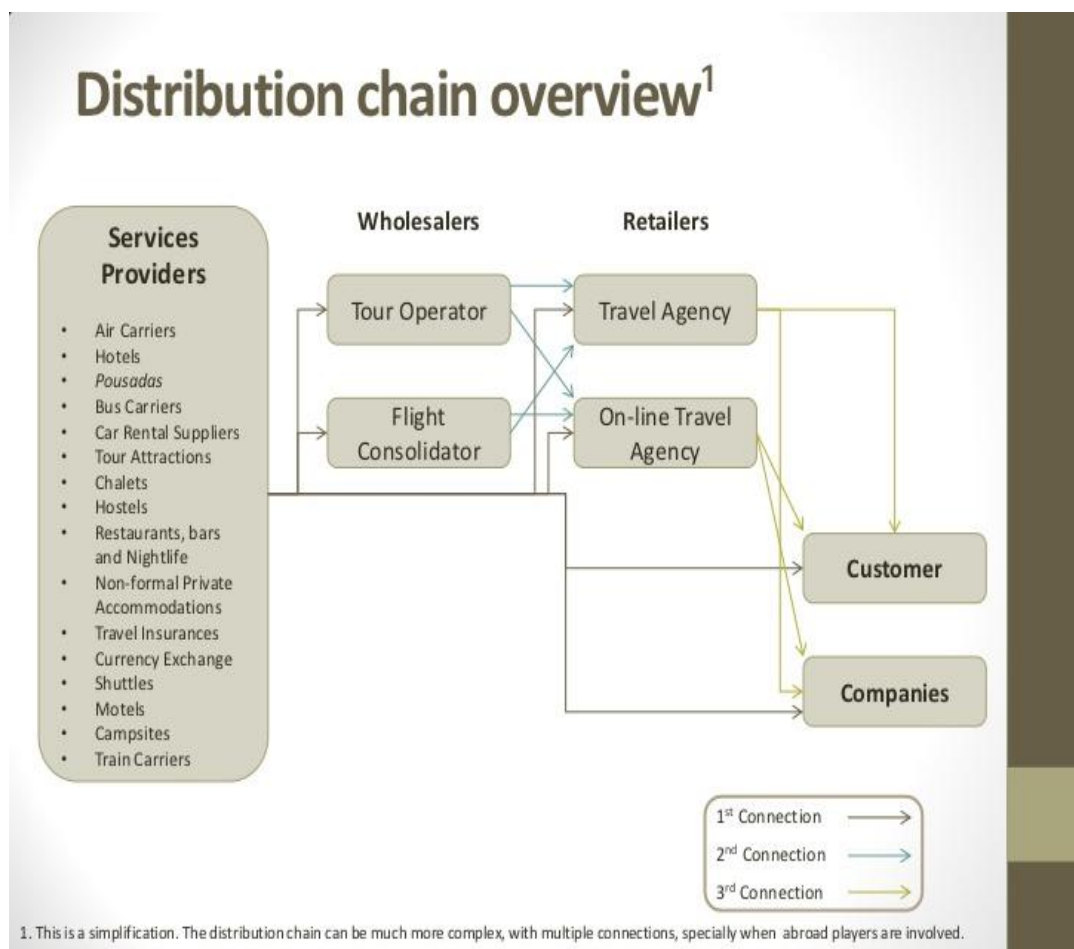 Distribution chain overview1
Services
Providers
• Air Carriers
• Hotels
• Pousadas
• Bus Carriers
• Car Rental Suppliers
• Tour Attractions
• Chalets
• Hostels
• Restaurants, bars
and Nightlife
• Non-formal Private
Accommodations
• Travel Insurances
• Currency Exchange
• Shuttles
• Motels
• Campsites
• Train Carriers
Wholesalers
Tour Operator
Flight
Consolidator
Retailers
Travel Agency
On-line Travel
Agency
Customer
Companies
1st Connection
2nd Connection
3rd Connection
1. This is a simplification. The distribution chain can be much more complex, with multiple connections, specially when abroad players are involved.